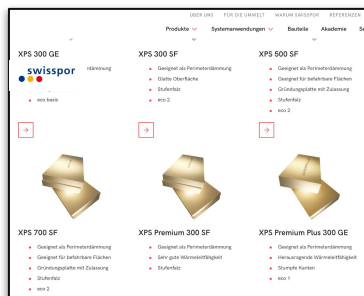 ÜBER UNS FÜR DIE UMWELT WARUM SWISSPOR REFERENZEN
Produkte Systemanwendungen Bauteile Akademie
XPS 300 GE
swisspor
rdämmung
eco basis
XPS 300 SF
Geeignet als Perimeterdämmung
Glatte Oberfläche
Stufenfalz
eco 2
XPS 500 SF
Geeignet als Perimeterdämmung
Geeignet für befahrbare Flächen
Gründungsplatte mit Zulassung
Stufenfalz
eco 2
XPS 700 SF
Geeignet als Perimeterdämmung
Geeignet für befahrbare Flächen
Gründungsplatte mit Zulassung
Stufenfalz
eco 2
XPS Premium 300 SF
Geeignet als Perimeterdämmung
Sehr gute Wärmeleitfähigkeit
Stufenfalz
XPS Premium Plus 300 GE
Geeignet als Perimeterdämmung
Herausragende Wärmeleitfähigkeit
Stumpfe Kanten
eco 1